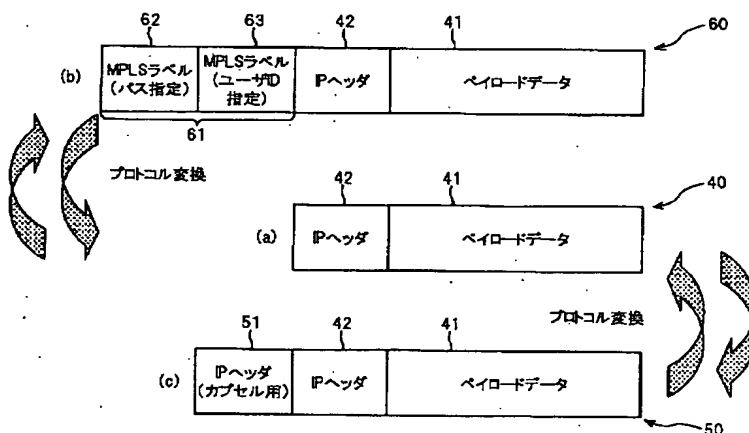 62 63 42 41 60
(b) MPLSラベル(パス指定) MPLSラベル(ユーザID指定) IPヘッダ ペイロードデータ
61
プロトコル変換
42 41 40
(a) IPヘッダ ペイロードデータ
プロトコル変換
51 42 41
(c) IPヘッダ(カプセル用) IPヘッダ ペイロードデータ
50